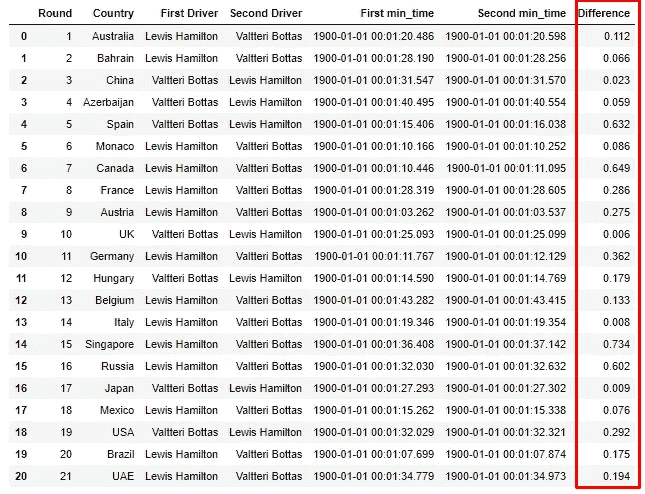 Round Country First Driver Second Driver First min_time Second min_time Difference
0 1 Australia Lewis Hamilton Valtteri Bottas 1900-01-01 00:01:20.486 1900-01-01 00:01:20.598 0.112
1 2 Bahrain Lewis Hamilton Valtteri Bottas 1900-01-01 00:01:28.190 1900-01-01 00:01:28.256 0.066
2 3 China Valtteri Bottas Lewis Hamilton 1900-01-01 00:01:31.547 1900-01-01 00:01:31.570 0.023
3 4 Azerbaijan Valtteri Bottas Lewis Hamilton 1900-01-01 00:01:40.495 1900-01-01 00:01:40.554 0.059
4 5 Spain Valtteri Bottas Lewis Hamilton 1900-01-01 00:01:15.406 1900-01-01 00:01:16.038 0.632
5 6 Monaco Lewis Hamilton Valtteri Bottas 1900-01-01 00:01:10.166 1900-01-01 00:01:10.252 0.086
6 7 Canada Lewis Hamilton Valtteri Bottas 1900-01-01 00:01:10.446 1900-01-01 00:01:11.095 0.649
7 8 France Lewis Hamilton Valtteri Bottas 1900-01-01 00:01:28.319 1900-01-01 00:01:28.605 0.286
8 9 Austria Lewis Hamilton Valtteri Bottas 1900-01-01 00:01:03.262 1900-01-01 00:01:03.537 0.275
9 10 UK Valtteri Bottas Lewis Hamilton 1900-01-01 00:01:25.093 1900-01-01 00:01:25.099 0.006
10 11 Germany Lewis Hamilton Valtteri Bottas 1900-01-01 00:01:11.767 1900-01-01 00:01:12.129 0.362
11 12 Hungary Valtteri Bottas Lewis Hamilton 1900-01-01 00:01:14.590 1900-01-01 00:01:14.769 0.179
12 13 Belgium Lewis Hamilton Valtteri Bottas 1900-01-01 00:01:43.282 1900-01-01 00:01:43.415 0.133
13 14 Italy Lewis Hamilton Valtteri Bottas 1900-01-01 00:01:19.346 1900-01-01 00:01:19.354 0.008
14 15 Singapore Lewis Hamilton Valtteri Bottas 1900-01-01 00:01:36.408 1900-01-01 00:01:37.142 0.734
15 16 Russia Lewis Hamilton Valtteri Bottas 1900-01-01 00:01:32.030 1900-01-01 00:01:32.632 0.602
16 17 Japan Valtteri Bottas Lewis Hamilton 1900-01-01 00:01:27.293 1900-01-01 00:01:27.302 0.009
17 18 Mexico Lewis Hamilton Valtteri Bottas 1900-01-01 00:01:15.262 1900-01-01 00:01:15.338 0.076
18 19 USA Valtteri Bottas Lewis Hamilton 1900-01-01 00:01:32.029 1900-01-01 00:01:32.321 0.292
19 20 Brazil Lewis Hamilton Valtteri Bottas 1900-01-01 00:01:07.699 1900-01-01 00:01:07.874 0.175
20 21 UAE Lewis Hamilton Valtteri Bottas 1900-01-01 00:01:34.779 1900-01-01 00:01:34.973 0.194